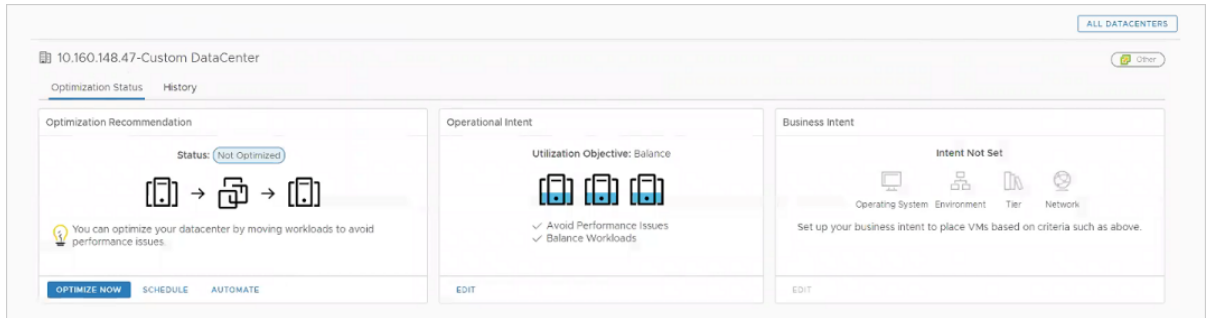 ALL DATACENTERS
10.160.148.47-Custom DataCenter
Other
Optimization Status History
Optimization Recommendation
Status: Not Optimized
You can optimize your datacenter by moving workloads to avoid
performance issues.
OPTIMIZE NOW SCHEDULE AUTOMATE
Operational Intent
Utilization Objective: Balance
Avoid Performance Issues
Balance Workloads
EDIT
Business Intent
Intent Not Set
Operating System Environment Tier Network
Set up your business intent to place VMs based on criteria such as above.
EDIT